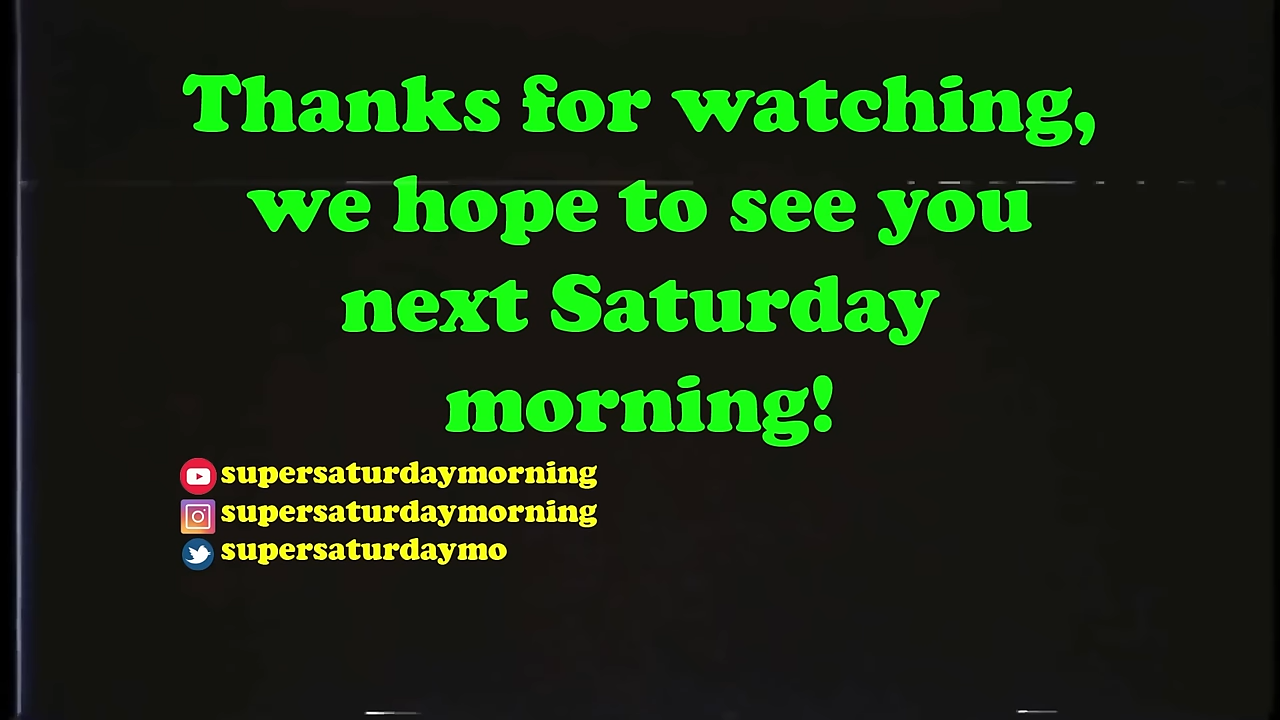 Thanks for watching,
we hope to see you
next Saturday
morning!
supersaturdaymorning
supersaturdaymorning
supersaturdaymo